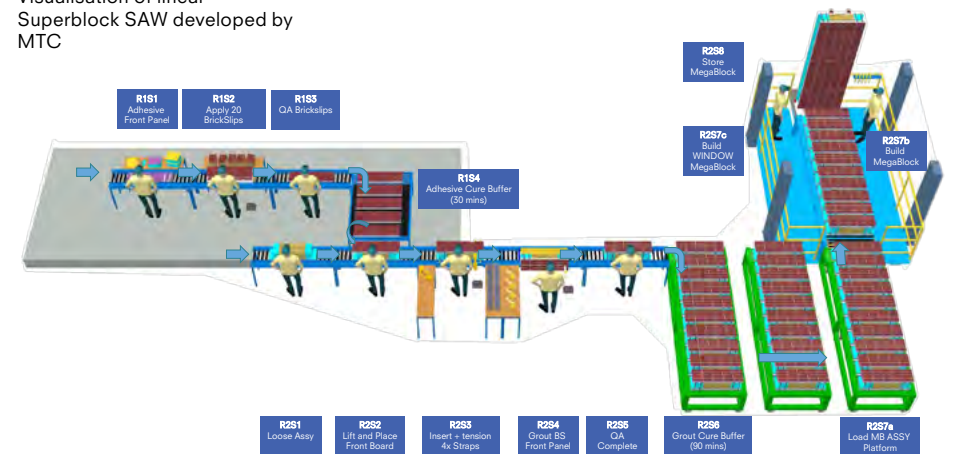 Superblock SAW developed by
MTC
R1S1
Adhesive
Front Panel
R1S2
Apply 20
BrickSlips
R1S3
QA Brickslips
R1S4
Adhesive Cure Buffer
(30 mins)
R2S8
Store
MegaBlock
R2S7c
Build
WINDOW
MegaBlock
R2S7b
Build
MegaBlock
R2S1
Loose Assy
R2S2
Lift and Place
Front Board
R2S3
Insert + tension
4x Straps
R2S4
Grout BS
Front Panel
R2S5
QA
Complete
R2S6
Grout Cure Buffer
(90 mins)
R2S7a
Load MB ASSY
Platform